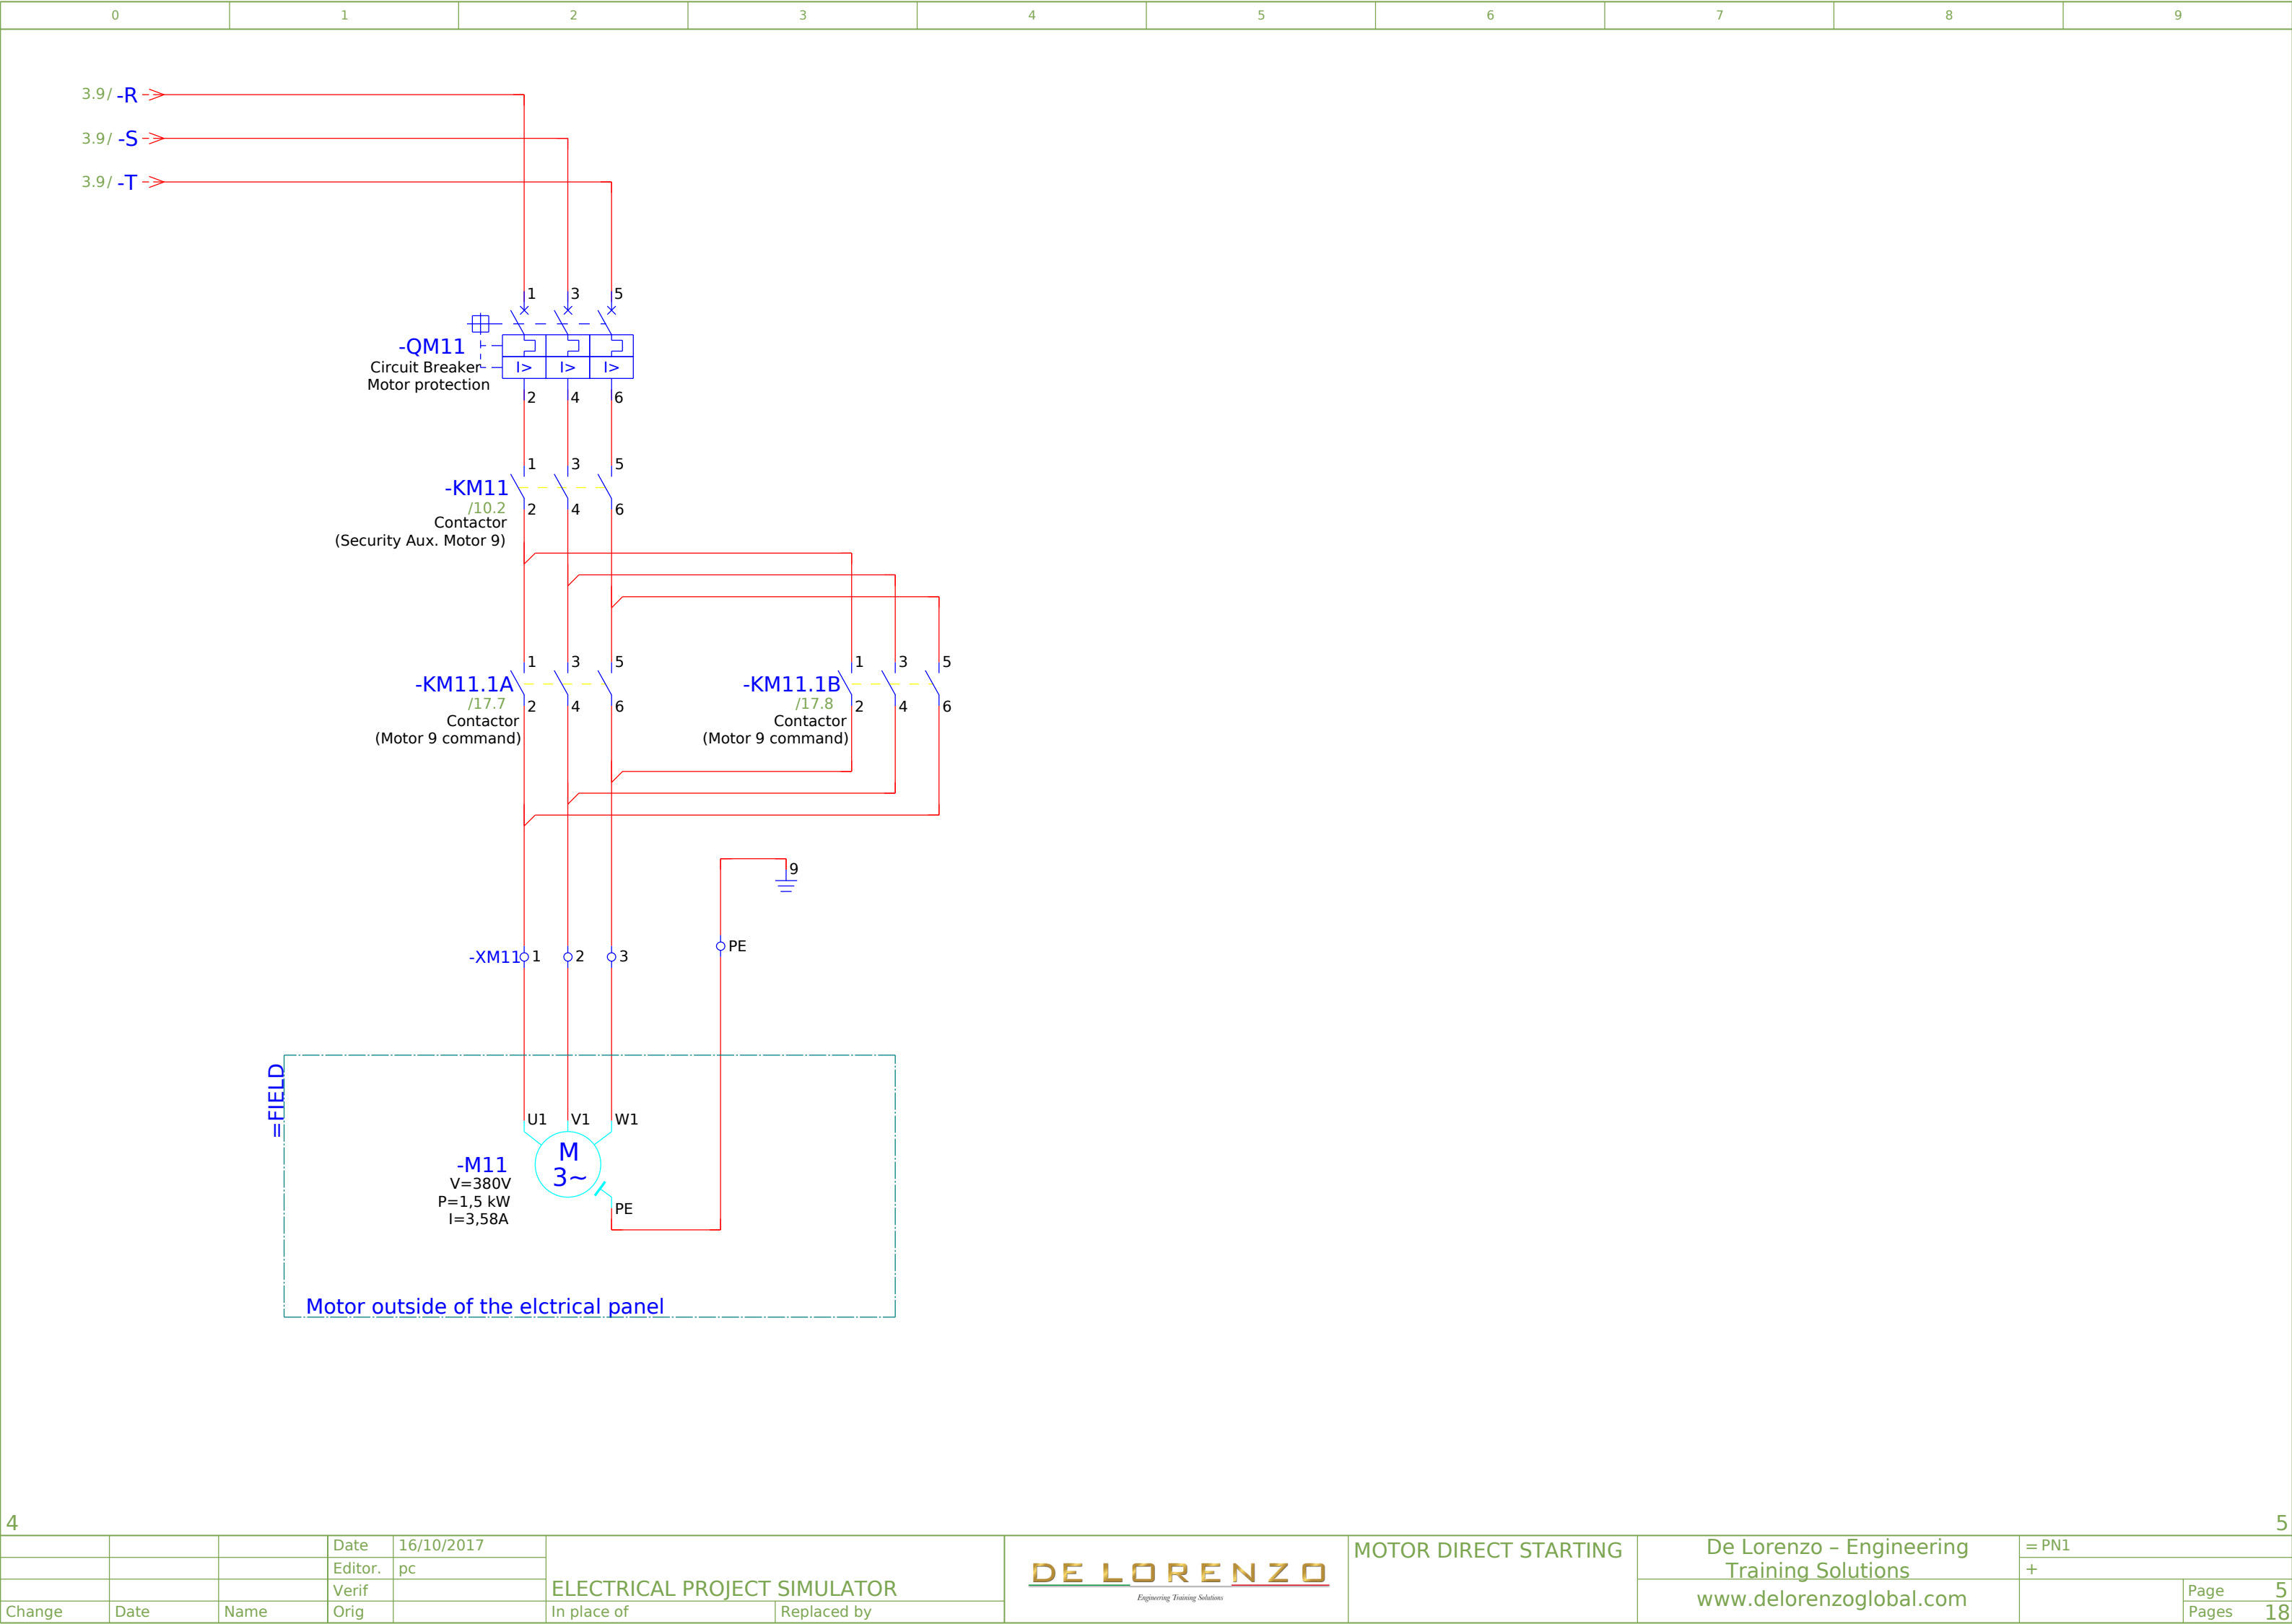 0 1 2 3 4 5 6 7 8 9
3.9/ -R
3.9/ -S
3.9/ -T
1 3 5
-QM11
Circuit Breaker
Motor protection
I> I> I>
2 4 6
1 3 5
-KM11
/10.2
2 4 6
Contactor
(Security Aux. Motor 9)
1 3 5
-KM11.1A
/17.7
2 4 6
Contactor
(Motor 9 command)
1 3 5
-KM11.1B
/17.8
2 4 6
Contactor
(Motor 9 command)
9
PE
-XM11 1 2 3
=FIELD
U1 V1 W1
M
3~
-M11
V=380V
P=1,5 kW
I=3,58A
PE
Motor outside of the elctrical panel
4
5
Date 16/10/2017
Editor. pc
Verif
Change Date Name Orig
ELECTRICAL PROJECT SIMULATOR
In place of Replaced by
DE LORENZO
Engineering Training Solutions
MOTOR DIRECT STARTING
De Lorenzo – Engineering
Training Solutions
www.delorenzoglobal.com
= PN1
+
Page 5
Pages 18